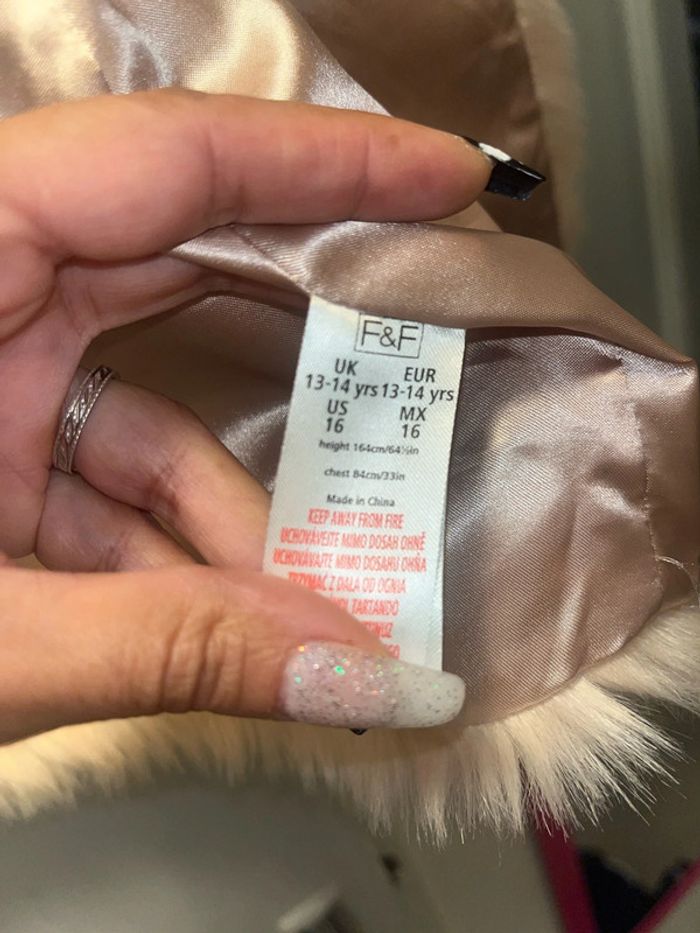 F&F
UK EUR
13-14 yrs 13-14 yrs
US MX
16 16
height 164cm/64½in
chest 84cm/33in
Made in China
KEEP AWAY FROM FIRE
UCHOVÁVEJTE MIMO DOSAH OHNĚ
UCHOVÁVAJTE MIMO DOSAHU OHŇA
TRZYMAĆ Z DALA OD OGNIA
TARTANDÓ